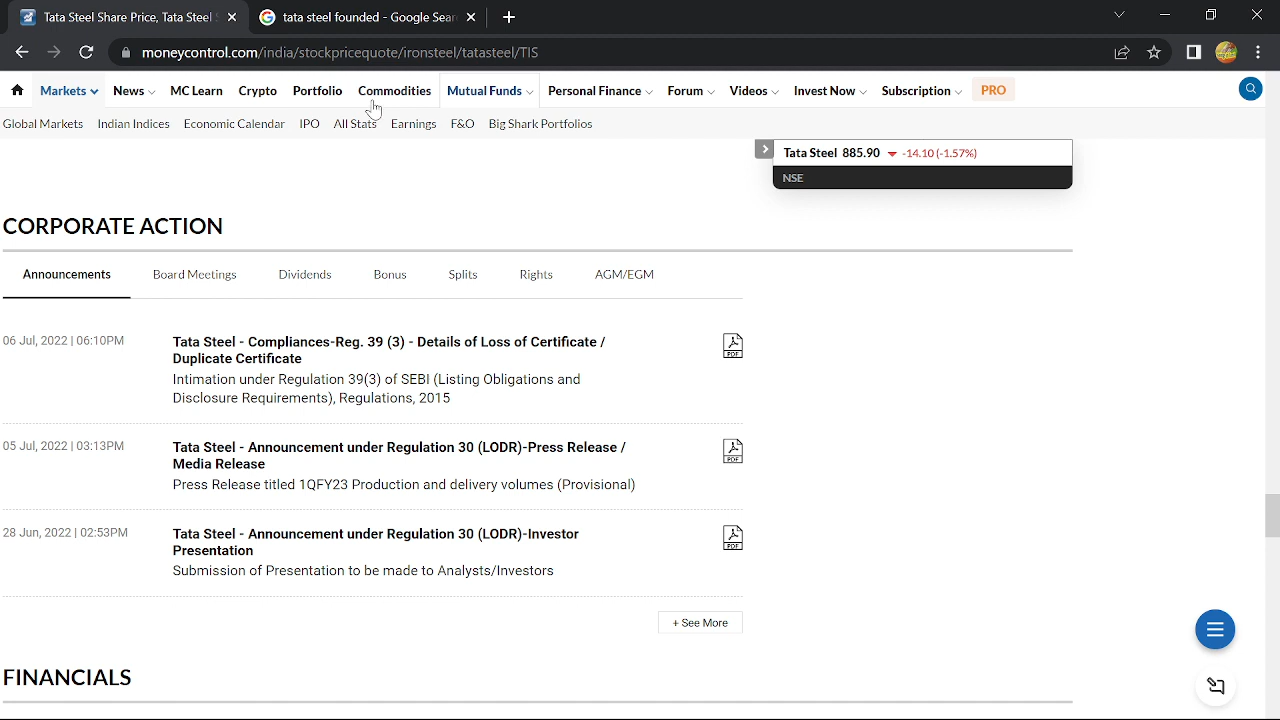 Tata Steel Share Price, Tata Steel S
tata steel founded - Google Sear
moneycontrol.com/india/stockpricequote/ironsteel/tatasteel/TIS
Markets News MC Learn Crypto Portfolio Commodities Mutual Funds Personal Finance Forum Videos Invest Now Subscription PRO
Global Markets Indian Indices Economic Calendar IPO All Stats Earnings F&O Big Shark Portfolios
Tata Steel 885.90 -14.10 (-1.57%)
NSE
CORPORATE ACTION
Announcements Board Meetings Dividends Bonus Splits Rights AGM/EGM
06 Jul, 2022 | 06:10PM
Tata Steel - Compliances-Reg. 39 (3) - Details of Loss of Certificate /
Duplicate Certificate
Intimation under Regulation 39(3) of SEBI (Listing Obligations and
Disclosure Requirements), Regulations, 2015
PDF
05 Jul, 2022 | 03:13PM
Tata Steel - Announcement under Regulation 30 (LODR)-Press Release /
Media Release
Press Release titled 1QFY23 Production and delivery volumes (Provisional)
PDF
28 Jun, 2022 | 02:53PM
Tata Steel - Announcement under Regulation 30 (LODR)-Investor
Presentation
Submission of Presentation to be made to Analysts/Investors
PDF
+ See More
FINANCIALS